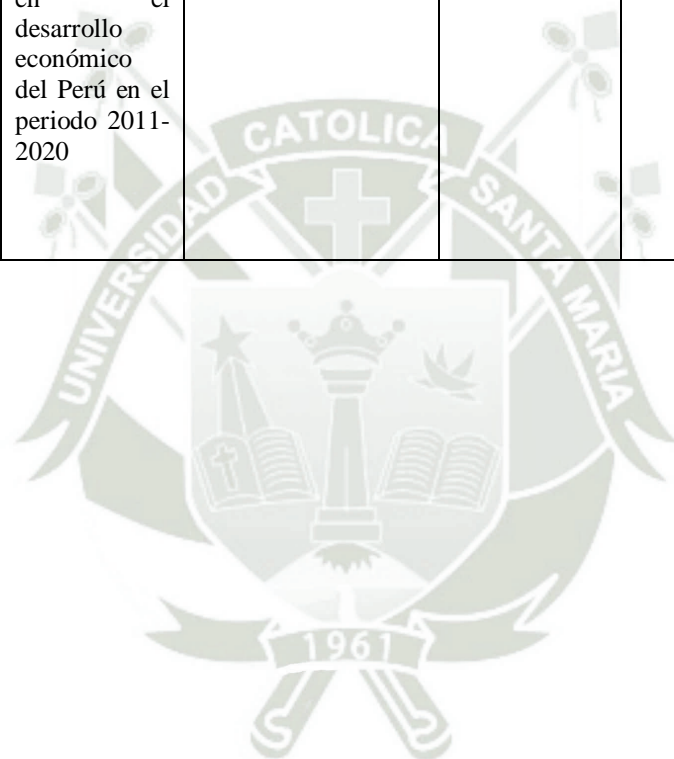 en el
desarrollo
económico
del Perú en el
periodo 2011-
2020
UNIVERSIDAD CATOLICA SANTA MARIA
1961